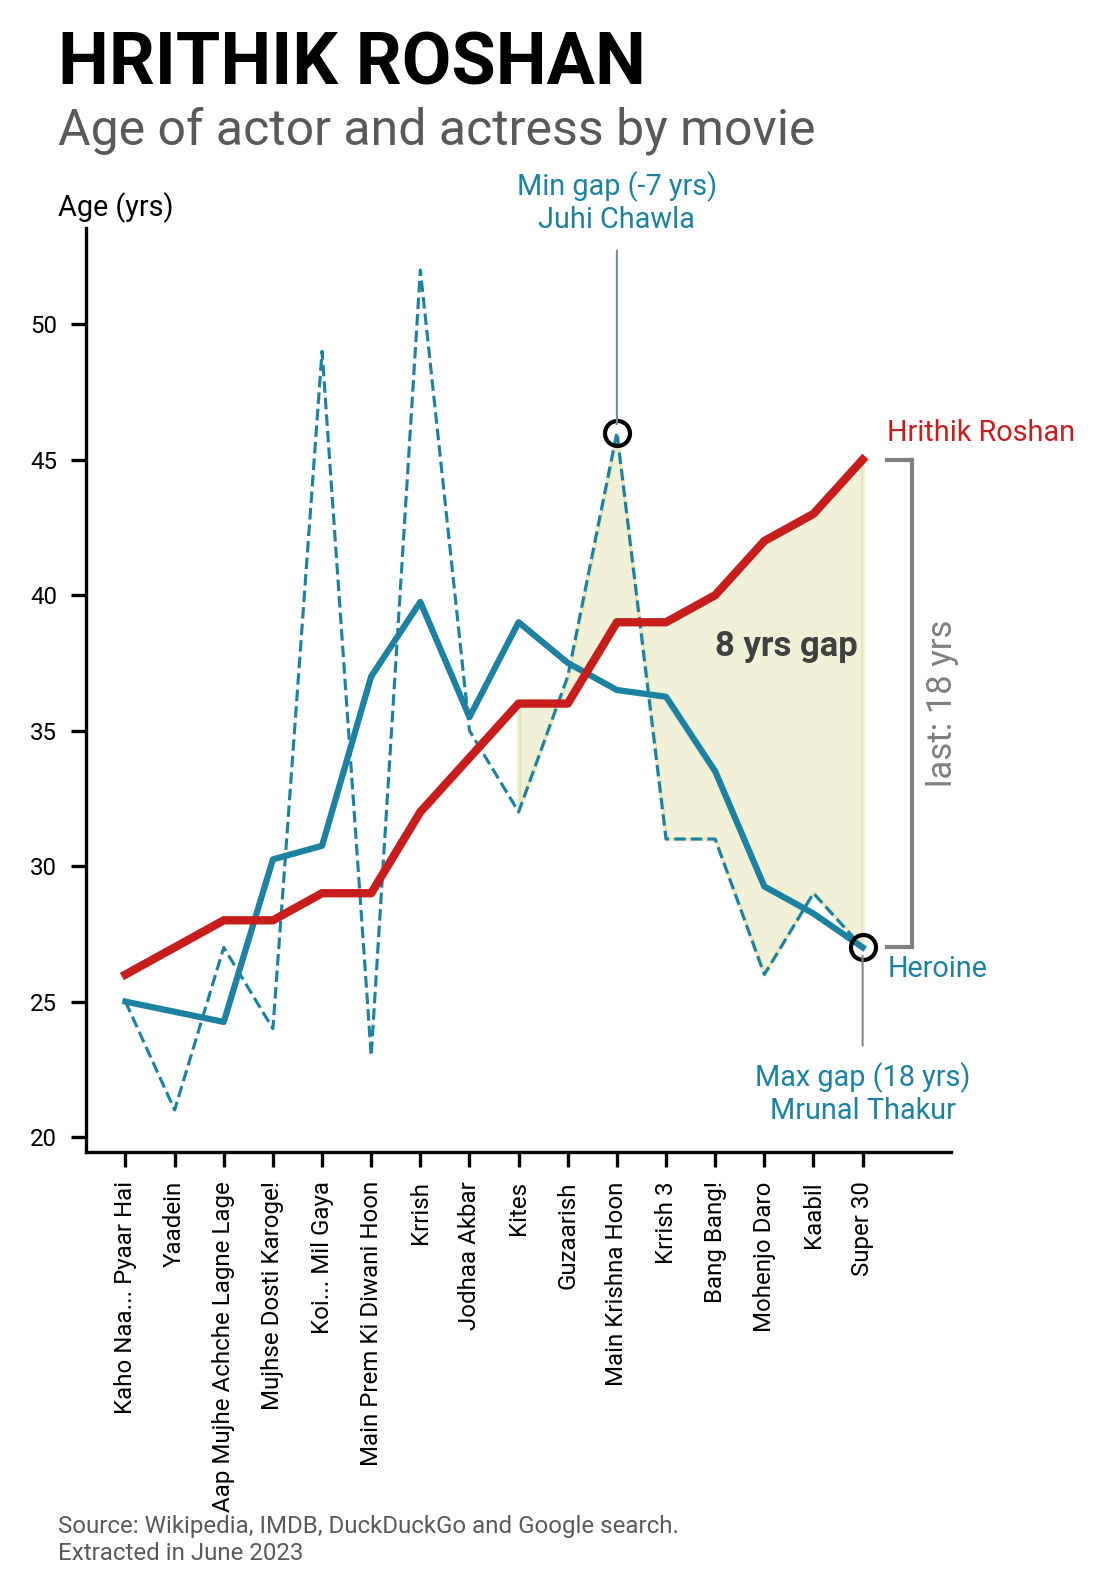 HRITHIK ROSHAN
Age of actor and actress by movie
Min gap (-7 yrs)
Juhi Chawla
Age (yrs)
50
45
40
35
30
25
20
Hrithik Roshan
8 yrs gap
last: 18 yrs
Heroine
Max gap (18 yrs)
Mrunal Thakur
Kaho Naa... Pyaar Hai
Yaadein
Aap Mujhe Achche Lagne Lage
Mujhse Dosti Karoge!
Koi... Mil Gaya
Main Prem Ki Diwani Hoon
Krrish
Jodhaa Akbar
Kites
Guzaarish
Main Krishna Hoon
Krrish 3
Bang Bang!
Mohenjo Daro
Kaabil
Super 30
Source: Wikipedia, IMDB, DuckDuckGo and Google search.
Extracted in June 2023